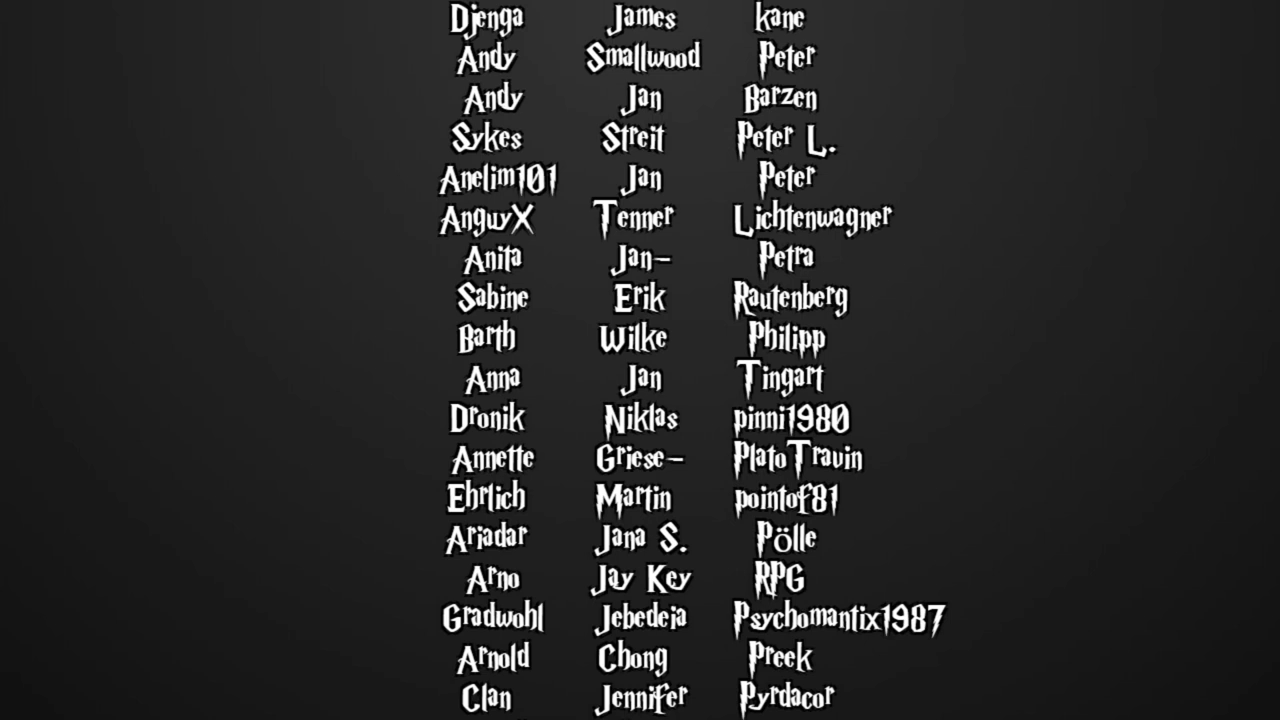 Djenga James kane
Andy Smallwood Peter
Andy Jan Barzen
Sykes Streit Peter L.
Anelim101 Jan Peter
AnguyX Tenner Lichtenwagner
Anita Jan- Petra
Sabine Erik Rautenberg
Barth Wilke Philipp
Anna Jan Tingart
Dronik Niklas pinni1980
Annette Griese- PlatoTravin
Ehrlich Martin pointof81
Ariadar Jana S. Pölle
Arno Jay Key RPG
Gradwohl Jebedeia Psychomantix1987
Arnold Chong Preek
Clan Jennifer Pyrdacor